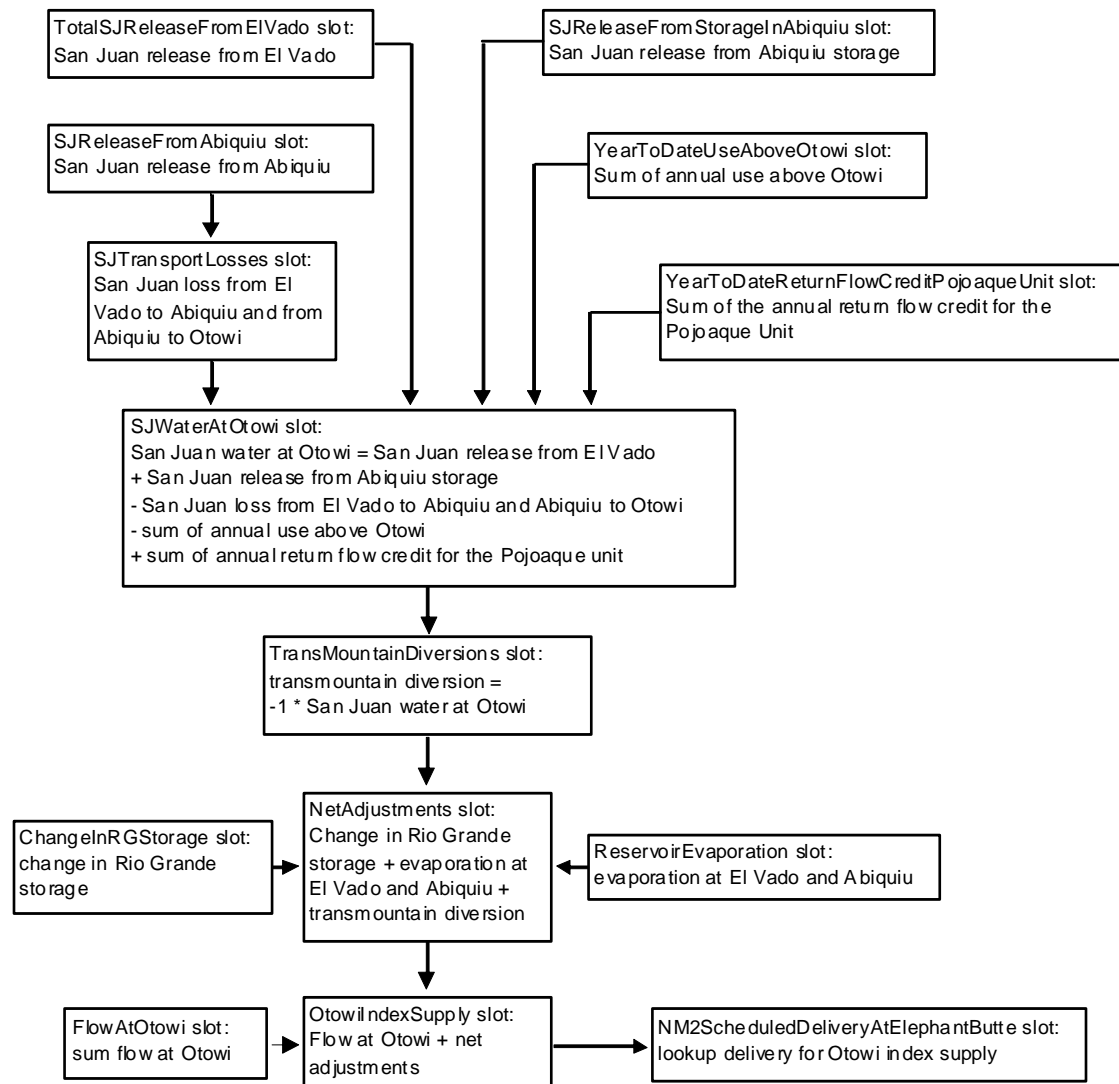 TotalSJReleaseFromElVado slot:
San Juan release from El Vado
SJReleaseFromStorageInAbiquiu slot:
San Juan release from Abiquiu storage
SJReleaseFromAbiquiu slot:
San Juan release from Abiquiu
YearToDateUseAboveOtowi slot:
Sum of annual use above Otowi
SJTransportLosses slot:
San Juan loss from El
Vado to Abiquiu and from
Abiquiu to Otowi
YearToDateReturnFlowCreditPojoaqueUnit slot:
Sum of the annual return flow credit for the
Pojoaque Unit
SJWaterAtOtowi slot:
San Juan water at Otowi = San Juan release from El Vado
+ San Juan release from Abiquiu storage
- San Juan loss from El Vado to Abiquiu and Abiquiu to Otowi
- sum of annual use above Otowi
+ sum of annual return flow credit for the Pojoaque unit
TransMountainDiversions slot:
transmountain diversion =
-1 * San Juan water at Otowi
ChangeInRGStorage slot:
change in Rio Grande
storage
NetAdjustments slot:
Change in Rio Grande
storage + evaporation at
El Vado and Abiquiu +
transmountain diversion
ReservoirEvaporation slot:
evaporation at El Vado and Abiquiu
FlowAtOtowi slot:
sum flow at Otowi
OtowiIndexSupply slot:
Flow at Otowi + net
adjustments
NM2ScheduledDeliveryAtElephantButte slot:
lookup delivery for Otowi index supply